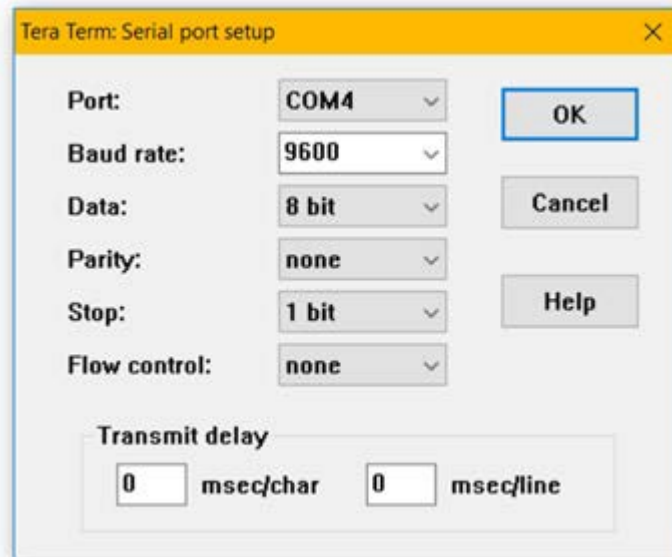 Tera Term: Serial port setup
Port: COM4
OK
Baud rate: 9600
Data: 8 bit
Cancel
Parity: none
Stop: 1 bit
Help
Flow control: none
Transmit delay
0 msec/char 0 msec/line